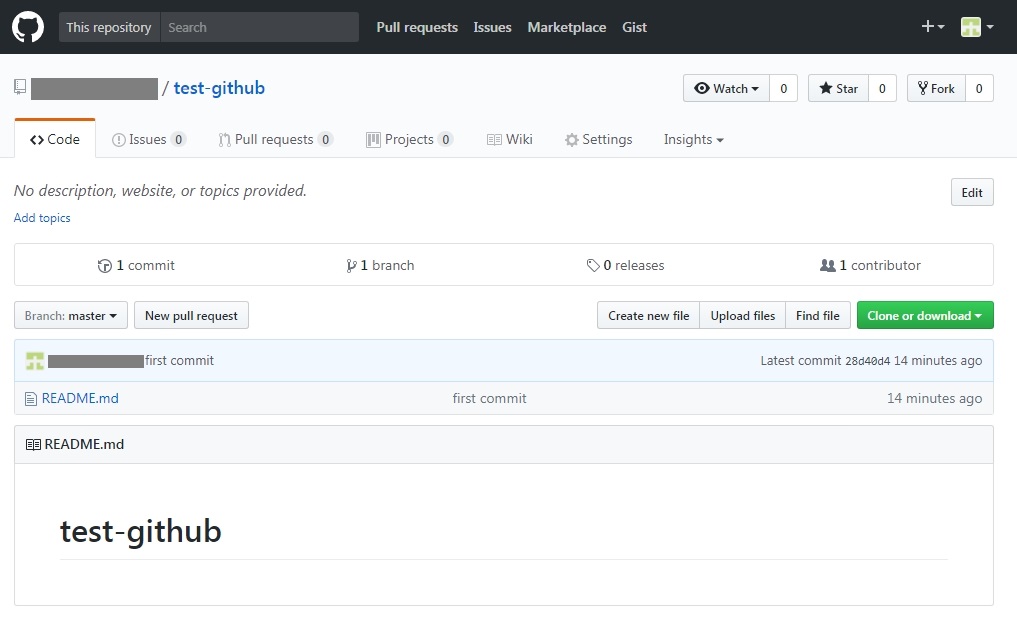 This repository Search Pull requests Issues Marketplace Gist
/ test-github Watch 0 Star 0 Fork 0
Code Issues 0 Pull requests 0 Projects 0 Wiki Settings Insights
No description, website, or topics provided. Edit
Add topics
1 commit 1 branch 0 releases 1 contributor
Branch: master New pull request Create new file Upload files Find file Clone or download
first commit Latest commit 28d40d4 14 minutes ago
README.md first commit 14 minutes ago
README.md
test-github